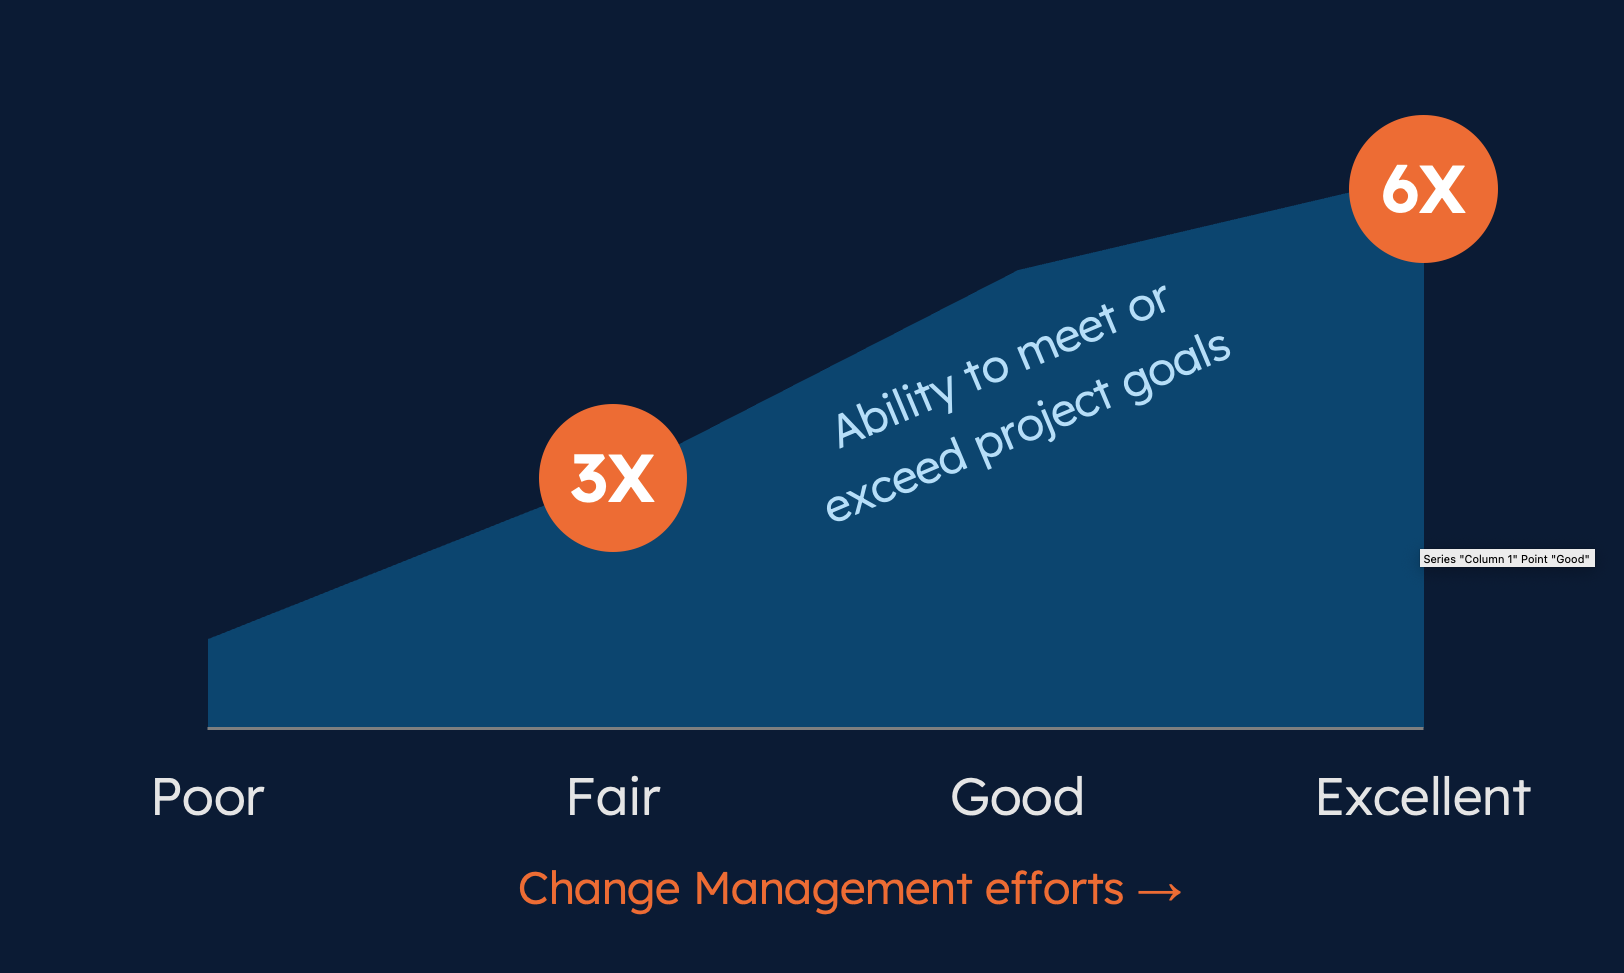 6X
3X
Ability to meet or
exceed project goals
Series "Column 1" Point "Good"
Poor
Fair
Good
Excellent
Change Management efforts →